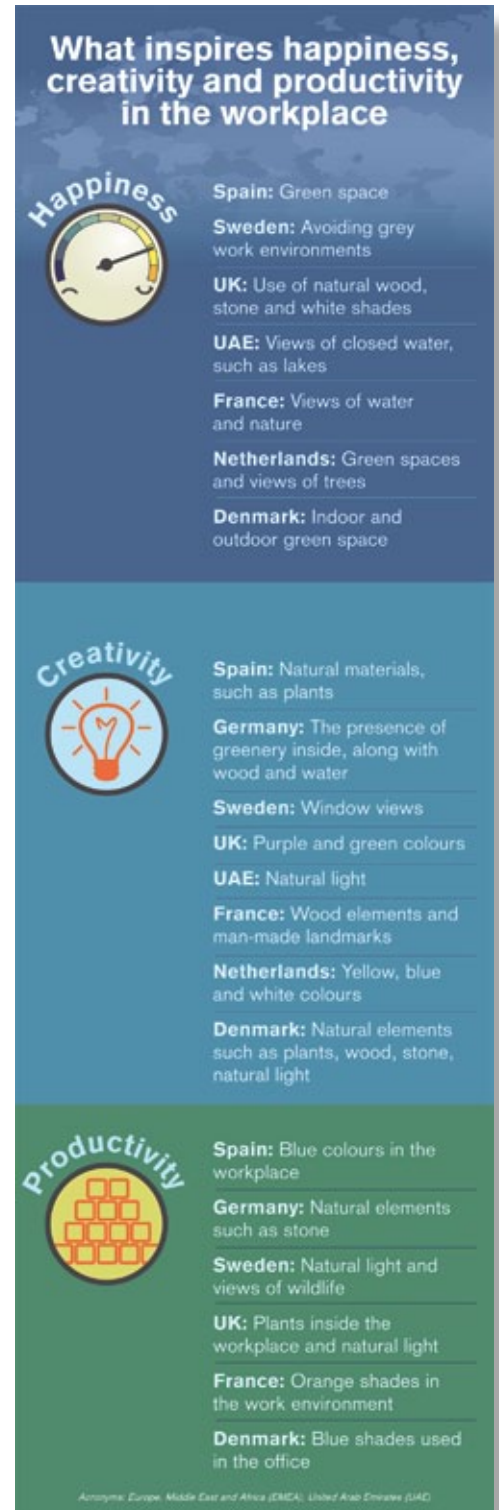 What inspires happiness,
creativity and productivity
in the workplace
Happiness
Spain: Green space
Sweden: Avoiding grey
work environments
UK: Use of natural wood,
stone and white shades
UAE: Views of closed water,
such as lakes
France: Views of water
and nature
Netherlands: Green spaces
and views of trees
Denmark: Indoor and
outdoor green space
Creativity
Spain: Natural materials,
such as plants
Germany: The presence of
greenery inside, along with
wood and water
Sweden: Window views
UK: Purple and green colours
UAE: Natural light
France: Wood elements and
man-made landmarks
Netherlands: Yellow, blue
and white colours
Denmark: Natural elements
such as plants, wood, stone,
natural light
Productivity
Spain: Blue colours in the
workplace
Germany: Natural elements
such as stone
Sweden: Natural light and
views of wildlife
UK: Plants inside the
workplace and natural light
France: Orange shades in
the work environment
Denmark: Blue shades used
in the office
Acronyms: Europe, Middle East and Africa (EMEA), United Arab Emirates (UAE)